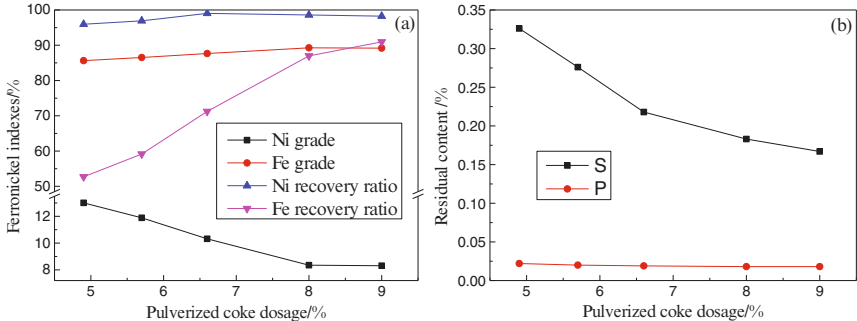 100
90
80
70
60
50
12
10
8
Ferronickel indexes/%
(a)
Ni grade
Fe grade
Ni recovery ratio
Fe recovery ratio
5 6 7 8 9
Pulverized coke dosage/%
0.35
0.30
0.25
0.20
0.15
0.10
0.05
0.00
Residual content /%
(b)
S
P
5 6 7 8 9
Pulverized coke dosage/%